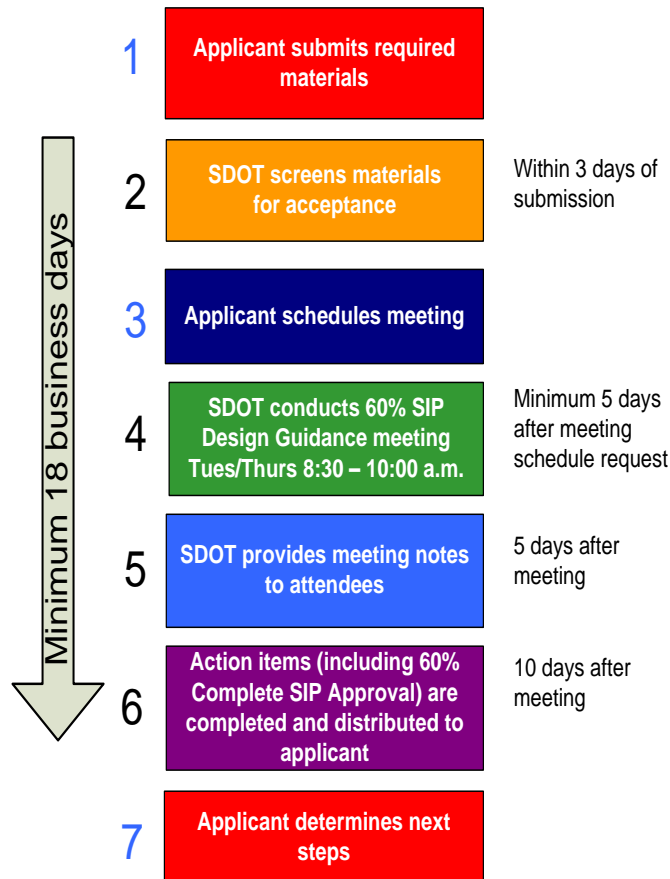 1
Applicant submits required
materials
Minimum 18 business days
2
SDOT screens materials
for acceptance
Within 3 days of
submission
3
Applicant schedules meeting
4
SDOT conducts 60% SIP
Design Guidance meeting
Tues/Thurs 8:30 – 10:00 a.m.
Minimum 5 days
after meeting
schedule request
5
SDOT provides meeting notes
to attendees
5 days after
meeting
6
Action items (including 60%
Complete SIP Approval) are
completed and distributed to
applicant
10 days after
meeting
7
Applicant determines next
steps